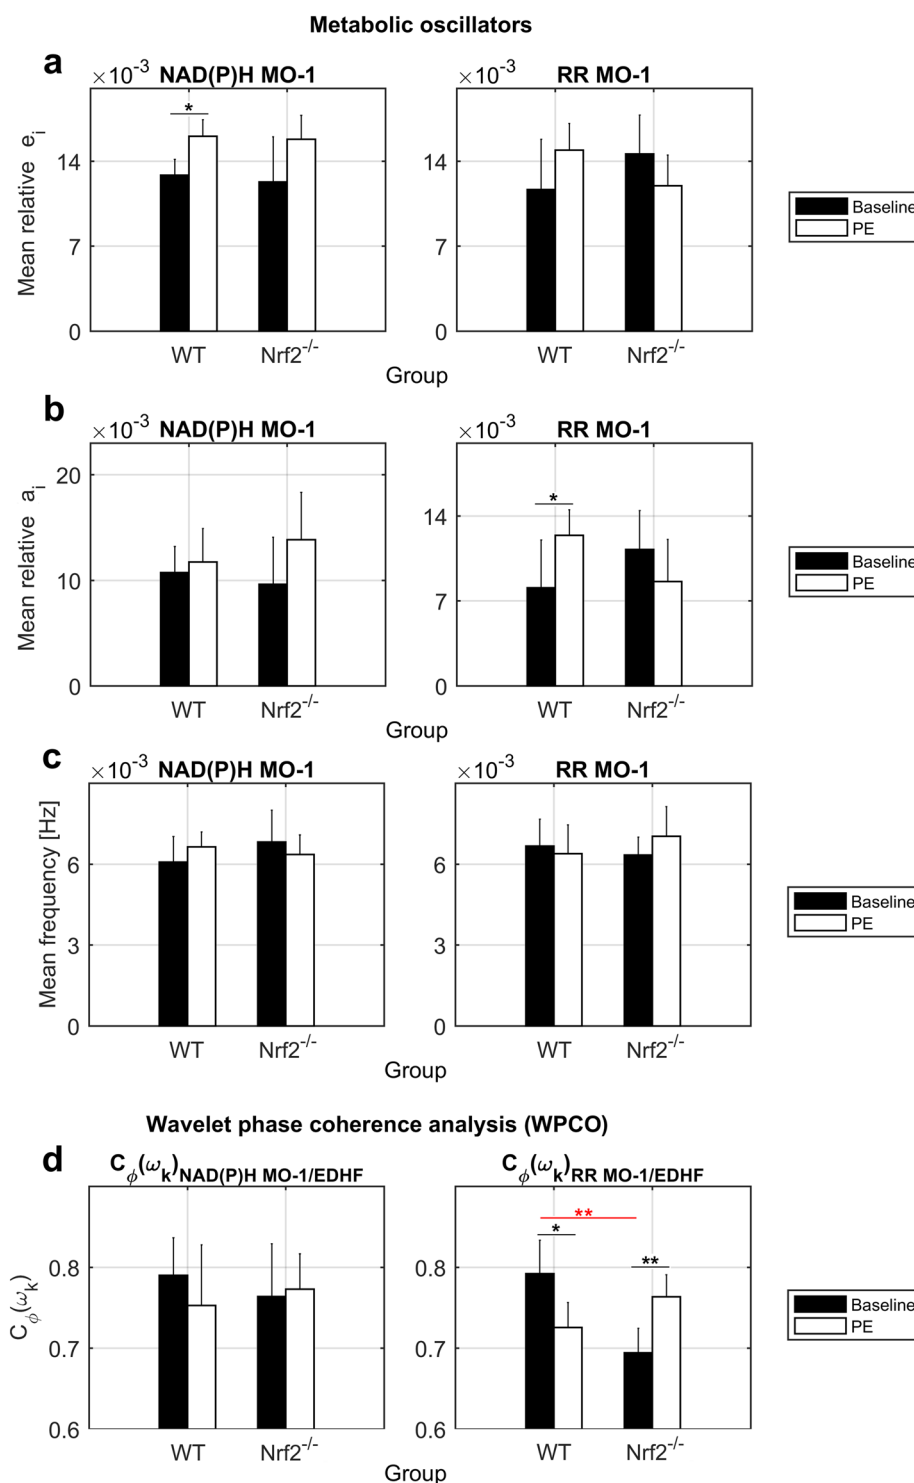 Metabolic oscillators
a
×10⁻³ NAD(P)H MO-1
×10⁻³ RR MO-1
Mean relative eᵢ
14
7
0
*
WT
Nrf2⁻/⁻
14
7
0
WT
Nrf2⁻/⁻
Group
Baseline
PE
b
×10⁻³ NAD(P)H MO-1
×10⁻³ RR MO-1
Mean relative aᵢ
20
10
0
WT
Nrf2⁻/⁻
14
7
0
*
WT
Nrf2⁻/⁻
Group
Baseline
PE
c
×10⁻³ NAD(P)H MO-1
×10⁻³ RR MO-1
Mean frequency [Hz]
6
3
0
WT
Nrf2⁻/⁻
6
3
0
WT
Nrf2⁻/⁻
Group
Baseline
PE
Wavelet phase coherence analysis (WPCO)
d
C_ϕ(ω_k) NAD(P)H MO-1/EDHF
C_ϕ(ω_k) RR MO-1/EDHF
C_ϕ(ω_k)
0.8
0.7
0.6
WT
Nrf2⁻/⁻
0.8
0.7
0.6
**
*
**
WT
Nrf2⁻/⁻
Group
Baseline
PE